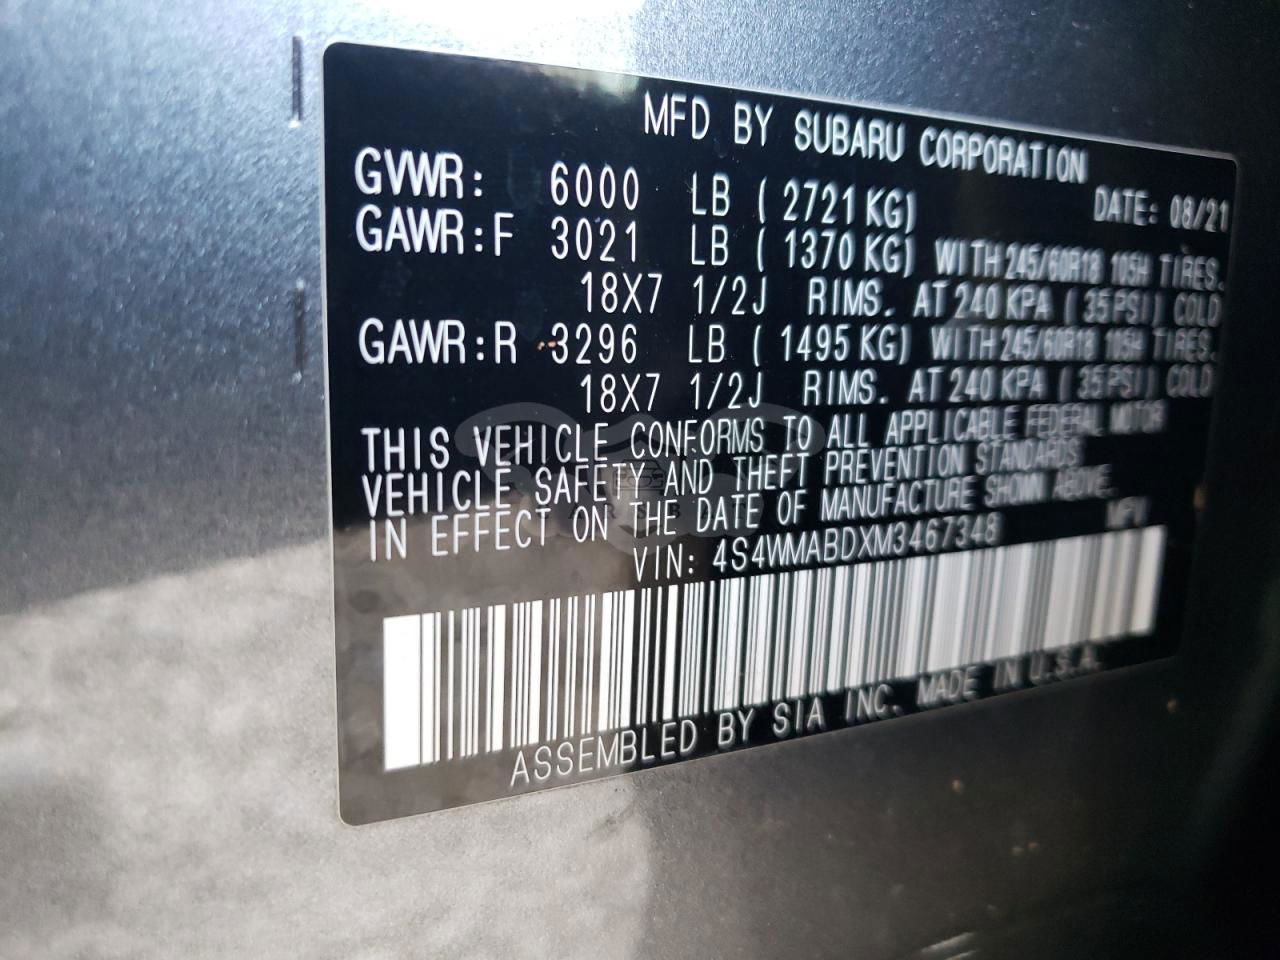 MFD BY SUBARU CORPORATION
GVWR: 6000 LB ( 2721 KG) DATE: 08/21
GAWR:F 3021 LB ( 1370 KG) WITH 245/60R18 105H TIRES.
18X7 1/2J RIMS. AT 240 KPA ( 35 PSI) COLD
GAWR:R 3296 LB ( 1495 KG) WITH 245/60R18 105H TIRES.
18X7 1/2J RIMS. AT 240 KPA ( 35 PSI) COLD
THIS VEHICLE CONFORMS TO ALL APPLICABLE FEDERAL MOTOR
VEHICLE SAFETY AND THEFT PREVENTION STANDARDS
IN EFFECT ON THE DATE OF MANUFACTURE SHOWN ABOVE.
VIN: 4S4WMABDXM3467348 MPV
ASSEMBLED BY SIA INC. MADE IN U.S.A.